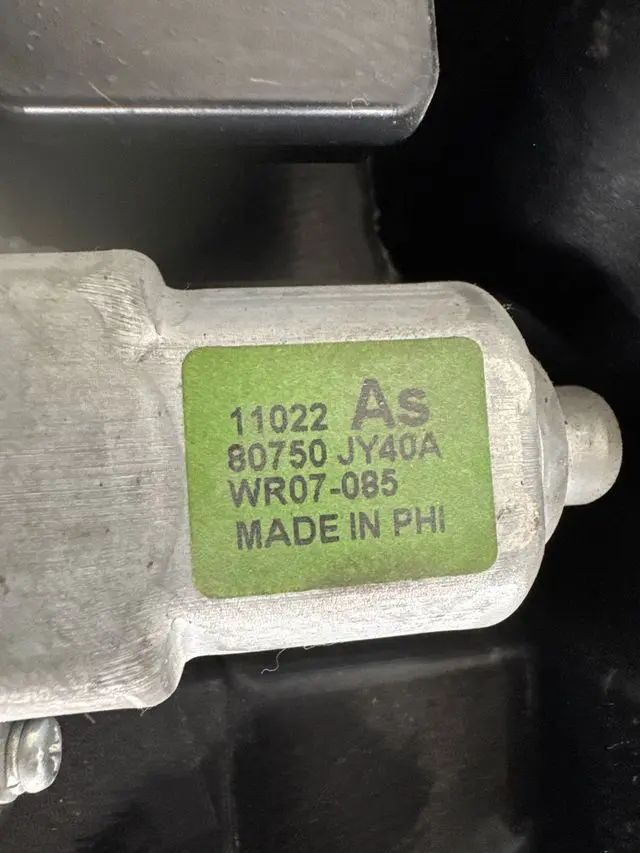 11022 As
80750 JY40A
WR07-085
MADE IN PHI